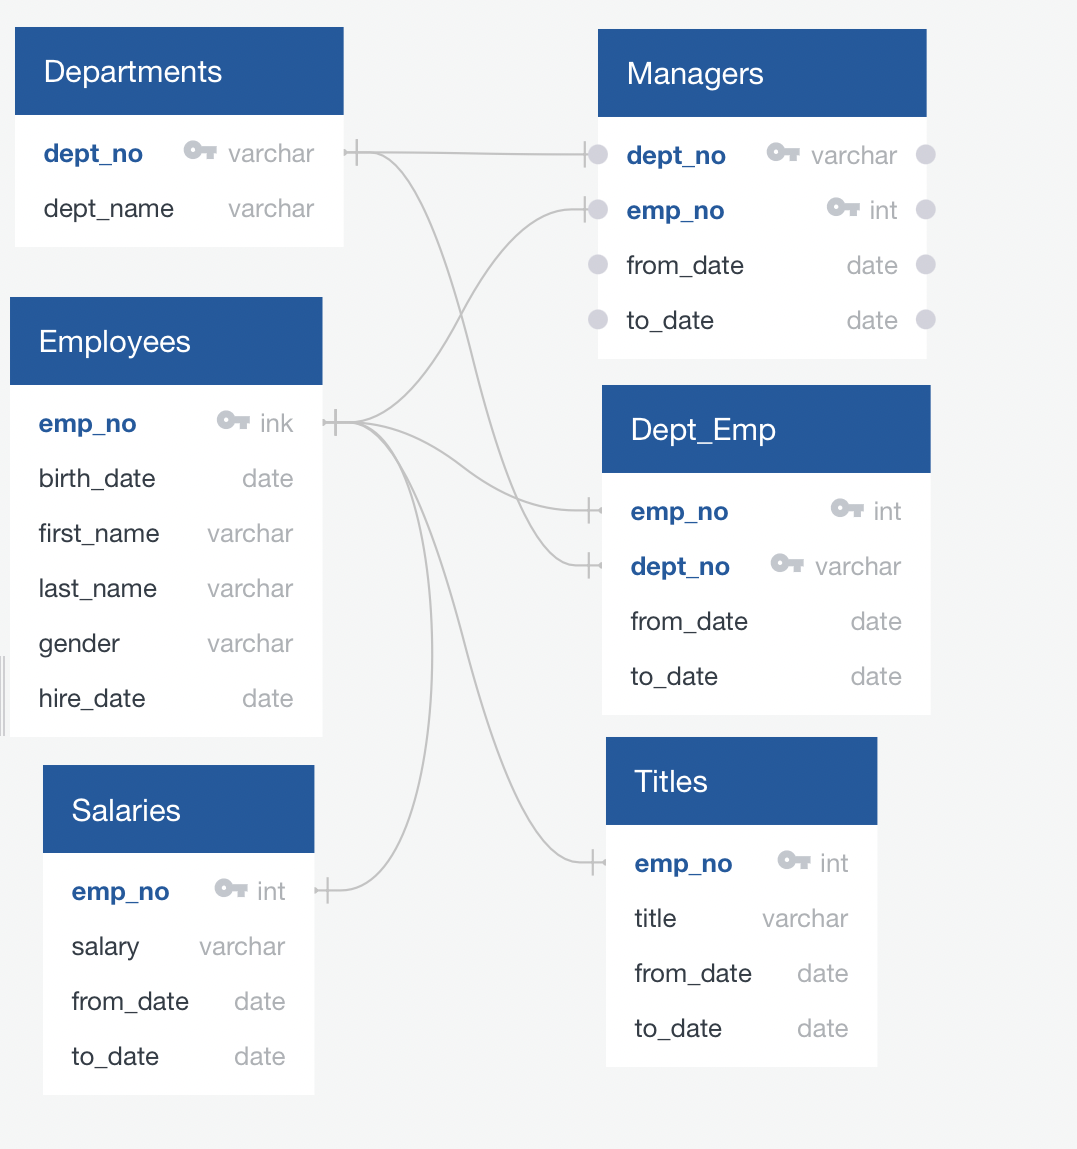 Departments
dept_no varchar
dept_name varchar
Employees
emp_no ink
birth_date date
first_name varchar
last_name varchar
gender varchar
hire_date date
Salaries
emp_no int
salary varchar
from_date date
to_date date
Managers
dept_no varchar
emp_no int
from_date date
to_date date
Dept_Emp
emp_no int
dept_no varchar
from_date date
to_date date
Titles
emp_no int
title varchar
from_date date
to_date date